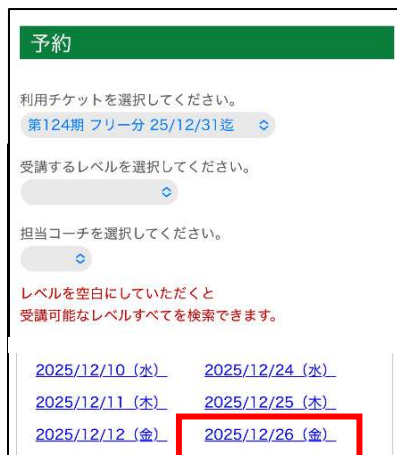 予約
利用チケットを選択してください。
第124期 フリー分 25/12/31迄
受講するレベルを選択してください。
担当コーチを選択してください。
レベルを空白にしていただくと
受講可能なレベルすべてを検索できます。
2025/12/10（水） 2025/12/24（水）
2025/12/11（木） 2025/12/25（木）
2025/12/12（金） 2025/12/26（金）